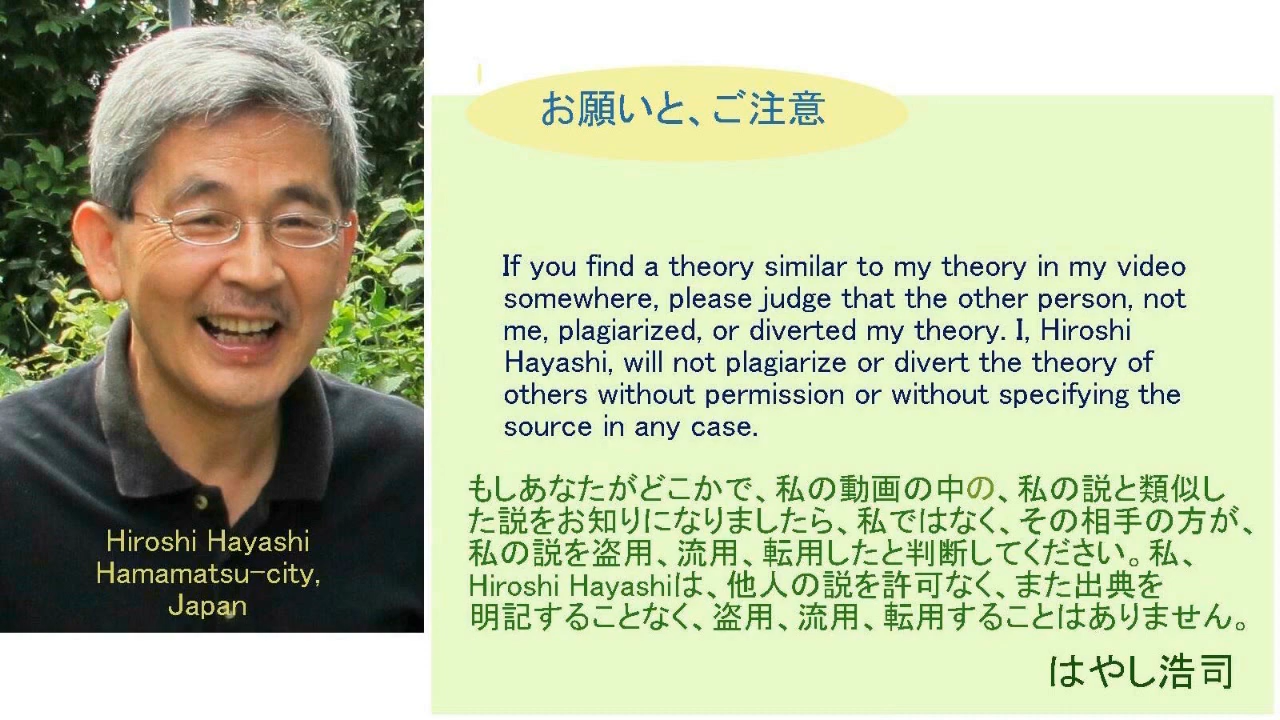 お願いと、ご注意
If you find a theory similar to my theory in my video
somewhere, please judge that the other person, not
me, plagiarized, or diverted my theory. I, Hiroshi
Hayashi, will not plagiarize or divert the theory of
others without permission or without specifying the
source in any case.
もしあなたがどこかで、私の動画の中の、私の説と類似し
た説をお知りになりましたら、私ではなく、その相手の方が、
私の説を盗用、流用、転用したと判断してください。私、
Hiroshi Hayashiは、他人の説を許可なく、また出典を
明記することなく、盗用、流用、転用することはありません。
はやし浩司
Hiroshi Hayashi
Hamamatsu-city,
Japan